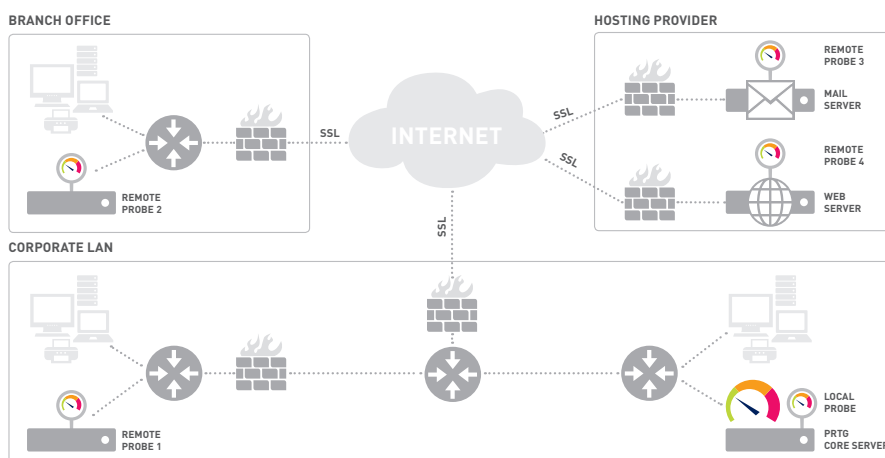 BRANCH OFFICE
HOSTING PROVIDER
REMOTE
PROBE 3
MAIL
SERVER
SSL
INTERNET
SSL
SSL
REMOTE
PROBE 4
WEB
SERVER
REMOTE
PROBE 2
SSL
CORPORATE LAN
REMOTE
PROBE 1
LOCAL
PROBE
PRTG
CORE SERVER